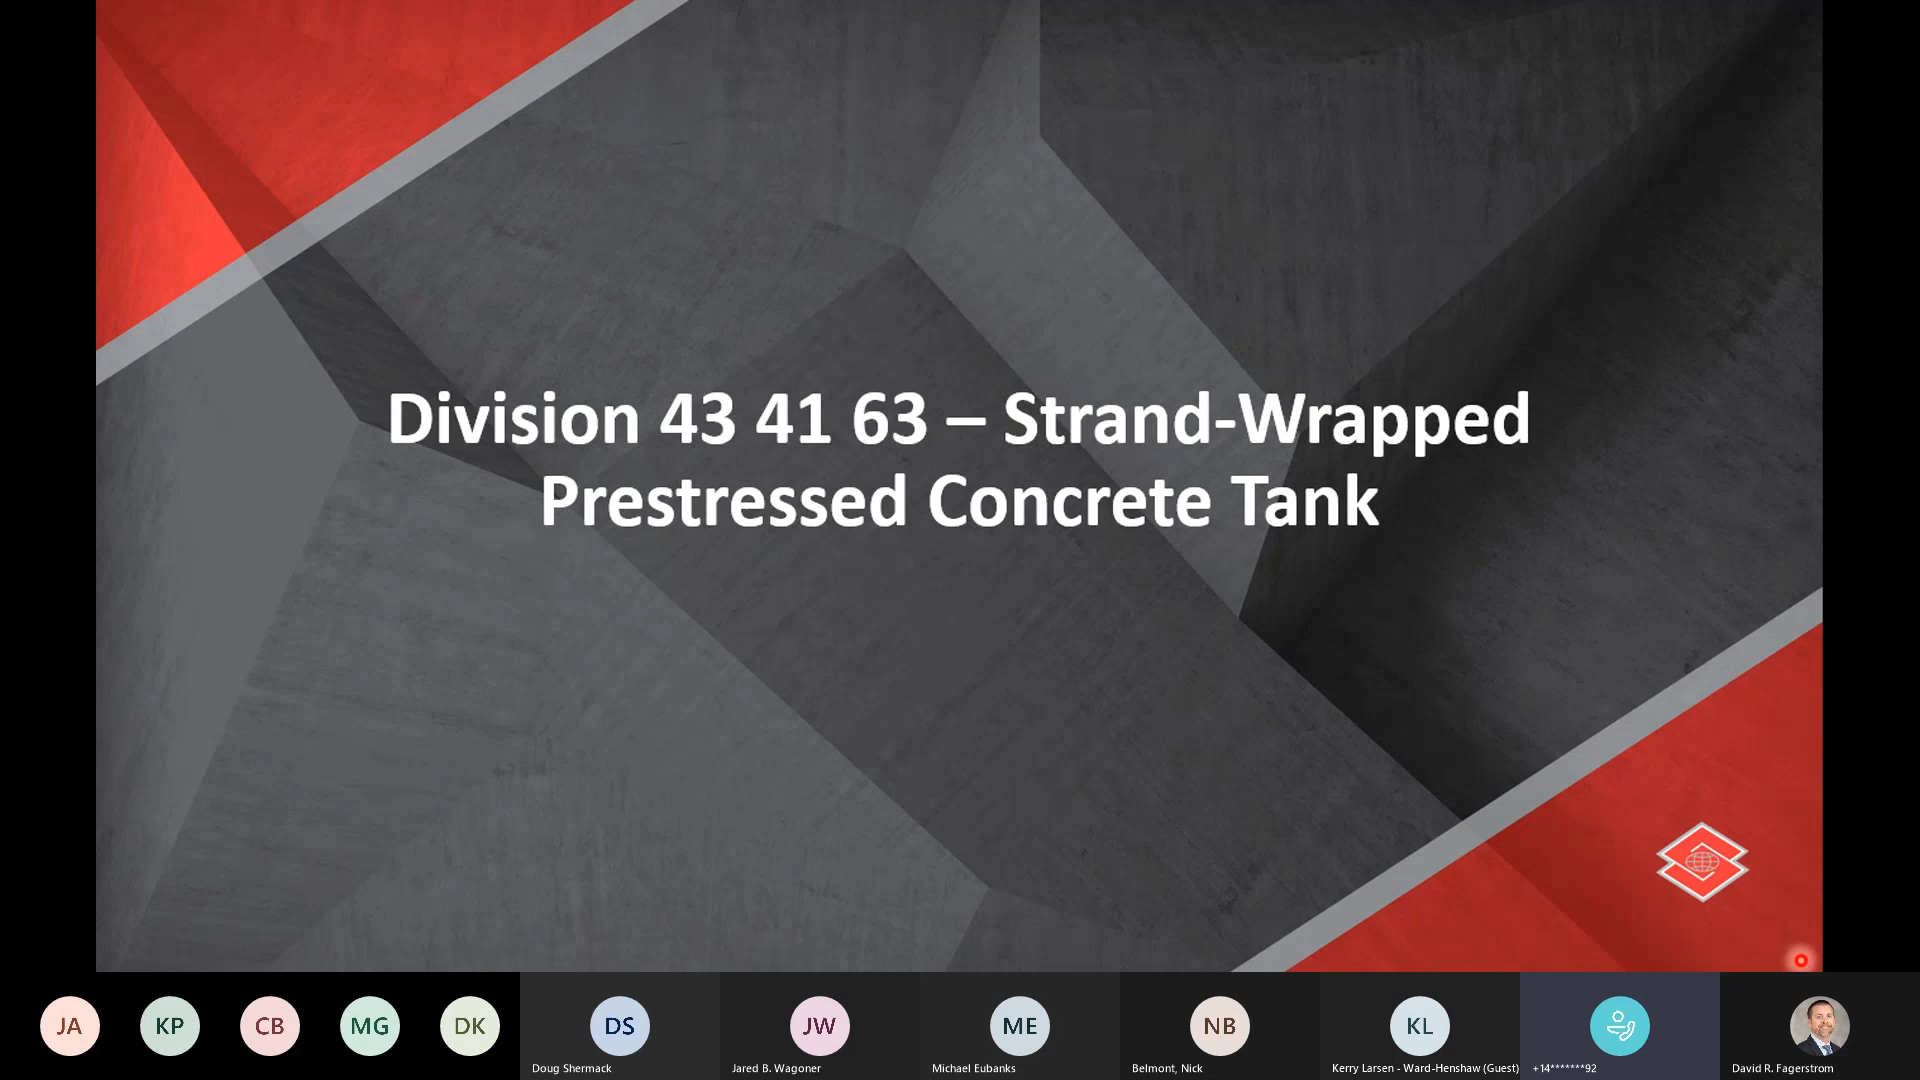 Division 43 41 63 – Strand-Wrapped
Prestressed Concrete Tank
JA
KP
CB
MG
DK
DS
JW
ME
NB
KL
Doug Shermack
Jared B. Wagoner
Michael Eubanks
Belmont, Nick
Kerry Larsen - Ward-Henshaw (Guest)
+14*******92
David R. Fagerstrom